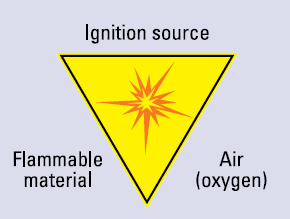 Ignition source
Flammable
material
Air
(oxygen)